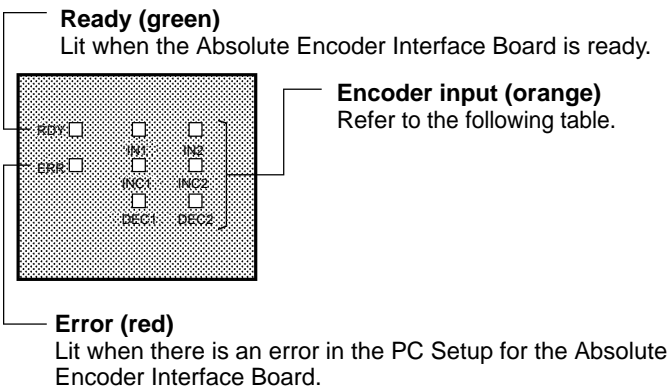 Ready (green)
Lit when the Absolute Encoder Interface Board is ready.
Encoder input (orange)
Refer to the following table.
RDY
IN1 IN2
ERR
INC1 INC2
DEC1 DEC2
Error (red)
Lit when there is an error in the PC Setup for the Absolute
Encoder Interface Board.